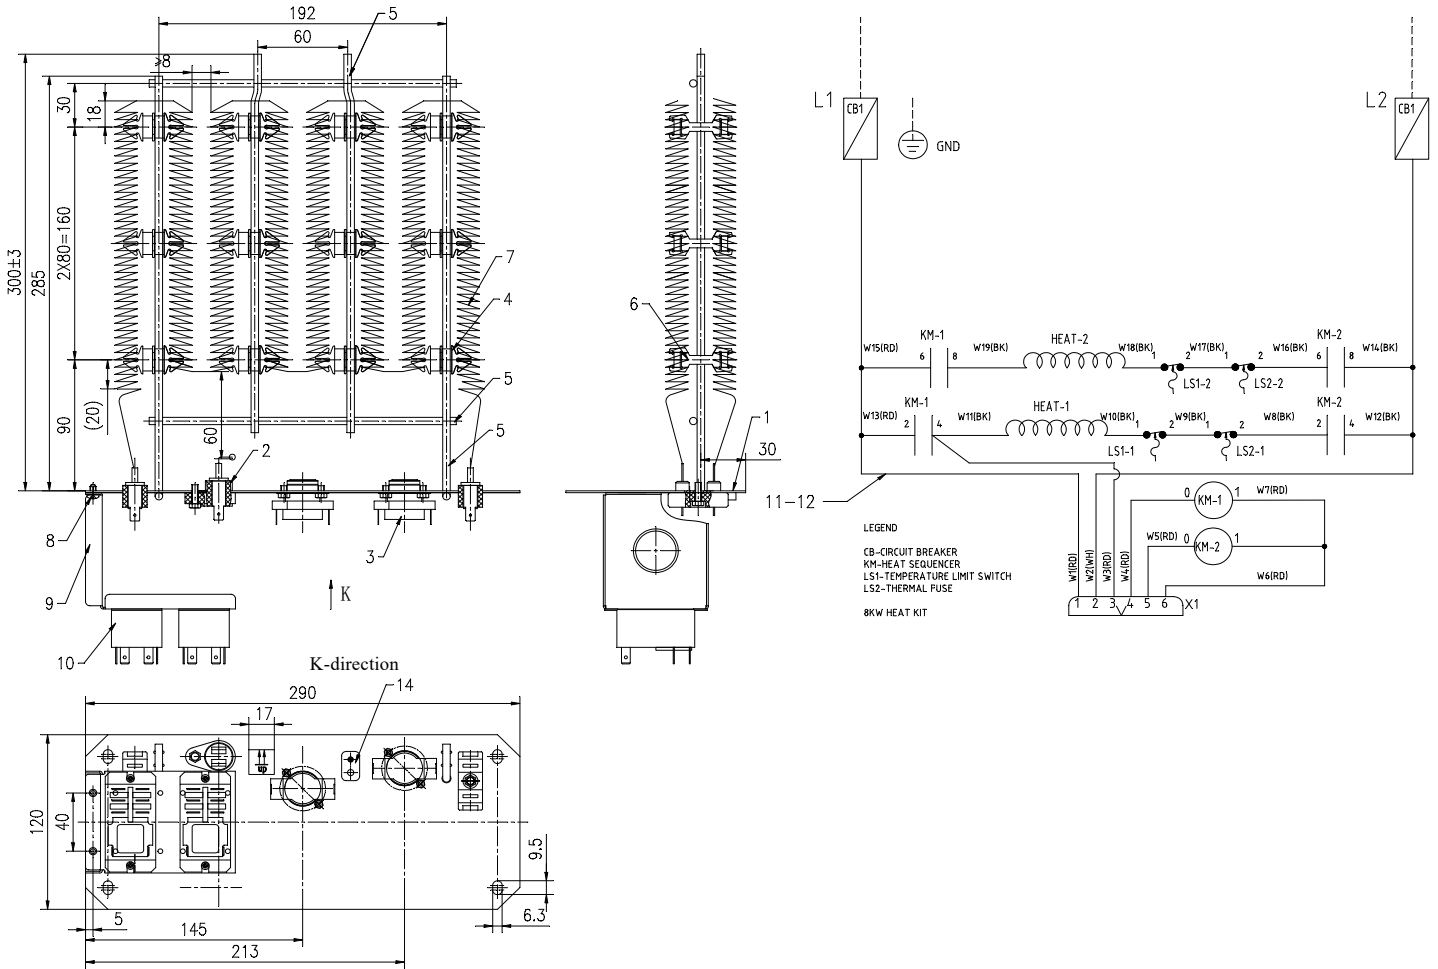 192
5
60
>8
30
18
300±3
285
2X80=160
7
4
(20)
90
5
60
5
2
8
3
9
K
10
6
1
30
K-direction
290
14
17
UP
120
40
9.5
5
6.3
145
213
L1
CB1
GND
L2
CB1
W15(RD)
KM-1
6
8
W19(BK)
HEAT-2
W18(BK)
1
2
W17(BK)
1
2
W16(BK)
KM-2
6
8
W14(BK)
LS1-2
LS2-2
W13(RD)
KM-1
2
4
W11(BK)
HEAT-1
W10(BK)
1
2
W9(BK)
1
2
W8(BK)
KM-2
2
4
W12(BK)
LS1-1
LS2-1
11-12
0
KM-1
1
W7(RD)
W5(RD)
0
KM-2
1
W6(RD)
W1(RD)
W2(WH)
W3(RD)
W4(RD)
1
2
3
4
5
6
X1
LEGEND
CB-CIRCUIT BREAKER
KM-HEAT SEQUENCER
LS1-TEMPERATURE LIMIT SWITCH
LS2-THERMAL FUSE
8KW HEAT KIT